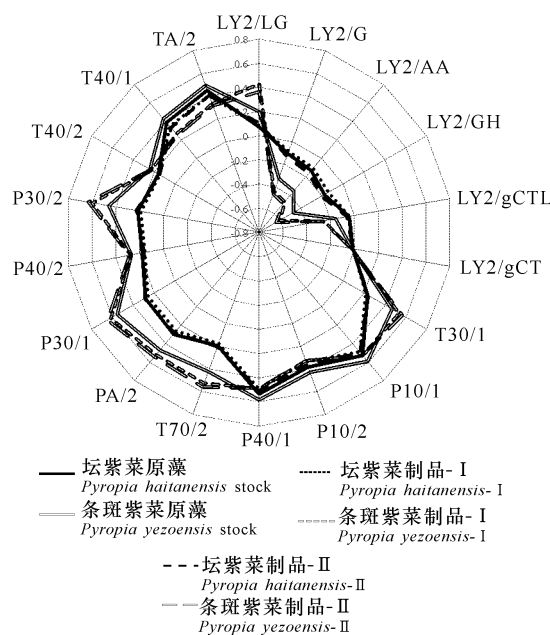 LY2/LG
LY2/G
LY2/AA
LY2/GH
LY2/gCTL
LY2/gCT
T30/1
P10/1
P10/2
P40/1
T70/2
PA/2
P30/1
P40/2
P30/2
T40/2
T40/1
TA/2
0.8
0.6
0.4
0.2
0.0
-0.2
-0.4
-0.6
-0.8
坛紫菜原藻
Pyropia haitanensis stock
坛紫菜制品-Ⅰ
Pyropia haitanensis-Ⅰ
条斑紫菜原藻
Pyropia yezoensis stock
条斑紫菜制品-Ⅰ
Pyropia yezoensis-Ⅰ
坛紫菜制品-Ⅱ
Pyropia haitanensis-Ⅱ
条斑紫菜制品-Ⅱ
Pyropia yezoensis-Ⅱ